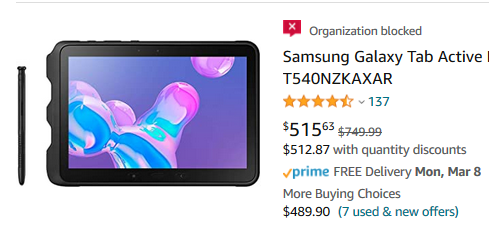 Organization blocked
Samsung Galaxy Tab Active
T540NZKAXAR
137
$515⁶³ $749.99
$512.87 with quantity discounts
prime FREE Delivery Mon, Mar 8
More Buying Choices
$489.90 (7 used & new offers)